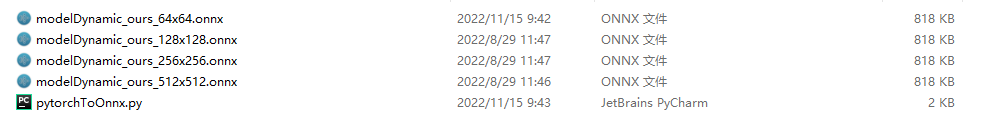 modelDynamic_ours_64x64.onnx 2022/11/15 9:42 ONNX 文件 818 KB
modelDynamic_ours_128x128.onnx 2022/8/29 11:47 ONNX 文件 818 KB
modelDynamic_ours_256x256.onnx 2022/8/29 11:47 ONNX 文件 818 KB
modelDynamic_ours_512x512.onnx 2022/8/29 11:46 ONNX 文件 818 KB
PC pytorchToOnnx.py 2022/11/15 9:43 JetBrains PyCharm 2 KB